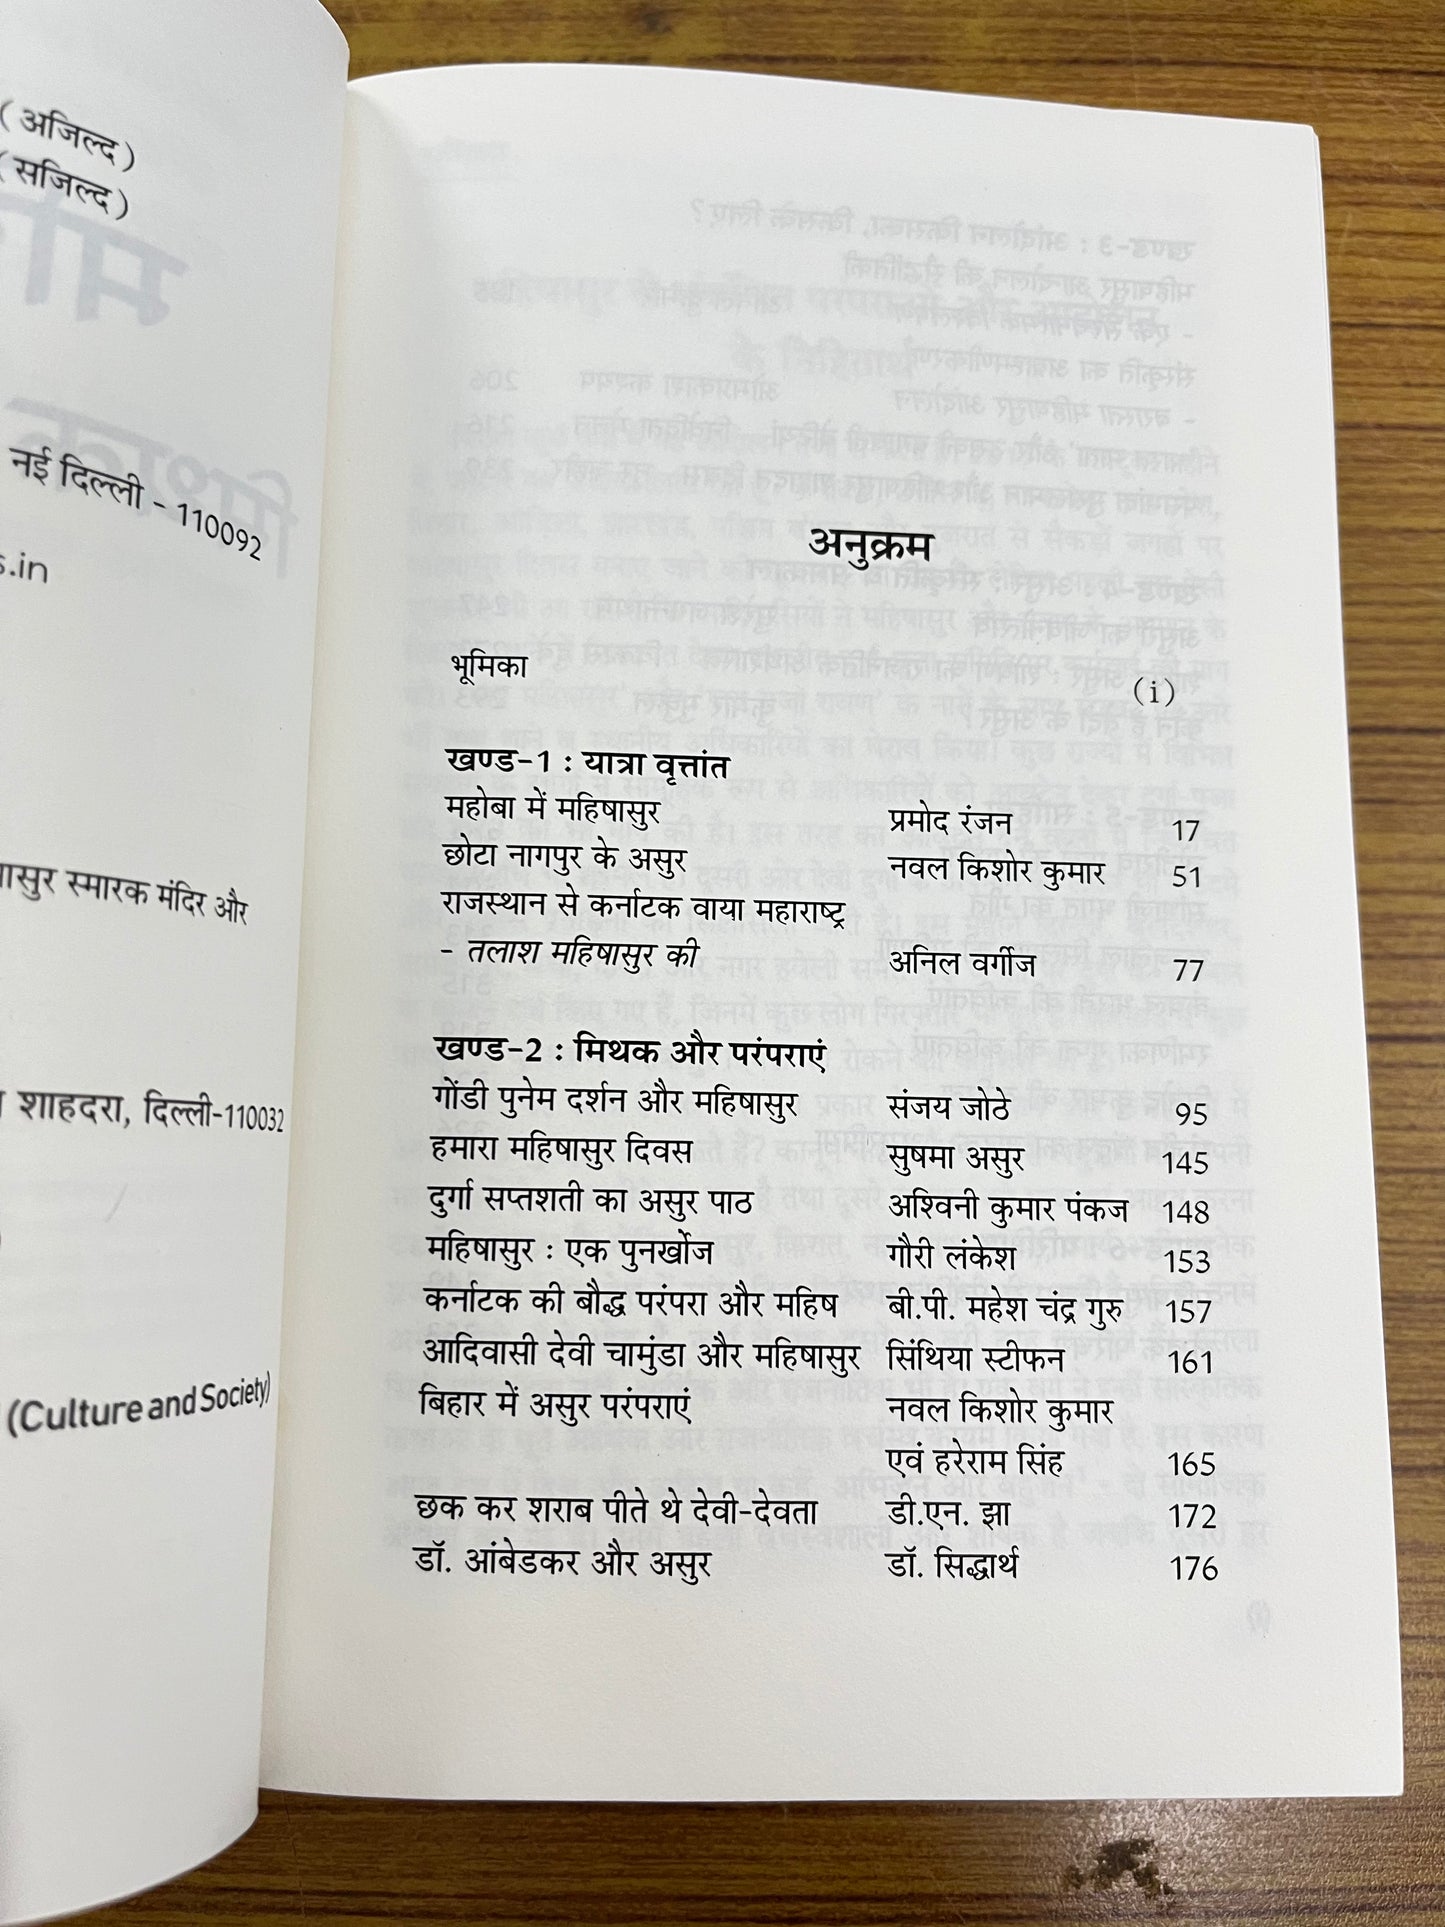 ( अजिल्द )
( सजिल्द )
नई दिल्ली - 110092
s.in
ासुर स्मारक मंदिर और
शाहदरा, दिल्ली-110032
(Culture and Society)
अनुक्रम
भूमिका (i)
खण्ड-1 : यात्रा वृत्तांत
महोबा में महिषासुर प्रमोद रंजन 17
छोटा नागपुर के असुर नवल किशोर कुमार 51
राजस्थान से कर्नाटक वाया महाराष्ट्र
- तलाश महिषासुर की अनिल वर्गीज 77
खण्ड-2 : मिथक और परंपराएं
गोंडी पुनेम दर्शन और महिषासुर संजय जोठे 95
हमारा महिषासुर दिवस सुषमा असुर 145
दुर्गा सप्तशती का असुर पाठ अश्विनी कुमार पंकज 148
महिषासुर : एक पुनर्खोज गौरी लंकेश 153
कर्नाटक की बौद्ध परंपरा और महिष बी.पी. महेश चंद्र गुरु 157
आदिवासी देवी चामुंडा और महिषासुर सिंथिया स्टीफन 161
बिहार में असुर परंपराएं नवल किशोर कुमार
एवं हरेराम सिंह 165
छक कर शराब पीते थे देवी-देवता डी.एन. झा 172
डॉ. आंबेडकर और असुर डॉ. सिद्धार्थ 176